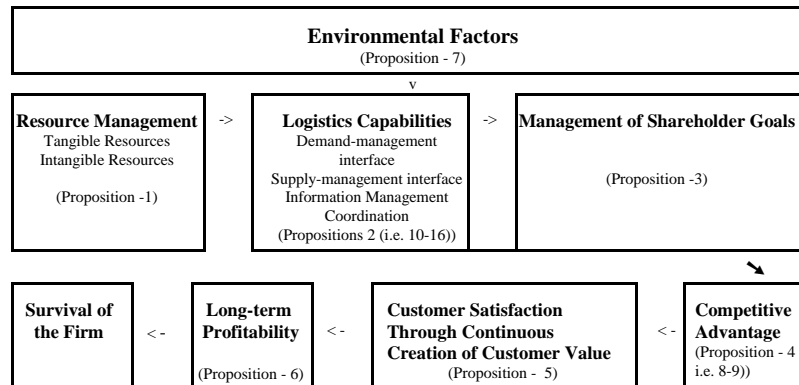 Environmental Factors
(Proposition - 7)
v
Resource Management
Tangible Resources
Intangible Resources
(Proposition -1)
->
Logistics Capabilities
Demand-management
interface
Supply-management interface
Information Management
Coordination
(Propositions 2 (i.e. 10-16))
->
Management of Shareholder Goals
(Proposition -3)
Survival of
the Firm
< -
Long-term
Profitability
(Proposition - 6)
< -
Customer Satisfaction
Through Continuous
Creation of Customer Value
(Proposition - 5)
< -
Competitive
Advantage
(Proposition - 4
i.e. 8-9))